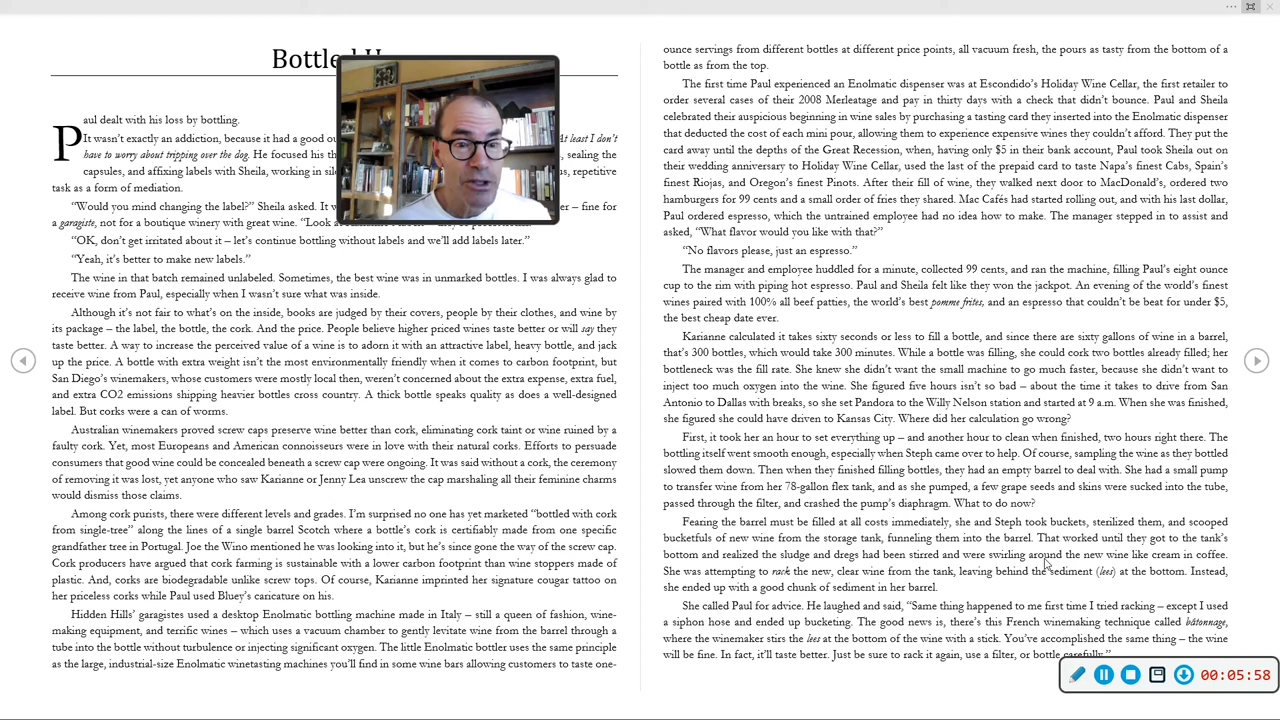 Bottled
Paul dealt with his loss by bottling.
It wasn't exactly an addiction, because it had a good ou At least I don't
have to worry about tripping over the dog. He focused his th , sealing the
capsules, and affixing labels with Sheila, working in sil us, repetitive
task as a form of mediation.
"Would you mind changing the label?" Sheila asked. It w er – fine for
a garagiste, not for a boutique winery with great wine. "Look a
"OK, don't get irritated about it – let's continue bottling without labels and we'll add labels later."
"Yeah, it's better to make new labels."
The wine in that batch remained unlabeled. Sometimes, the best wine was in unmarked bottles. I was always glad to
receive wine from Paul, especially when I wasn't sure what was inside.
Although it's not fair to what's on the inside, books are judged by their covers, people by their clothes, and wine by
its package – the label, the bottle, the cork. And the price. People believe higher priced wines taste better or will say they
taste better. A way to increase the perceived value of a wine is to adorn it with an attractive label, heavy bottle, and jack
up the price. A bottle with extra weight isn't the most environmentally friendly when it comes to carbon footprint, but
San Diego's winemakers, whose customers were mostly local then, weren't concerned about the extra expense, extra fuel,
and extra CO2 emissions shipping heavier bottles cross country. A thick bottle speaks quality as does a well-designed
label. But corks were a can of worms.
Australian winemakers proved screw caps preserve wine better than cork, eliminating cork taint or wine ruined by a
faulty cork. Yet, most Europeans and American connoisseurs were in love with their natural corks. Efforts to persuade
consumers that good wine could be concealed beneath a screw cap were ongoing. It was said without a cork, the ceremony
of removing it was lost, yet anyone who saw Karianne or Jenny Lea unscrew the cap marshaling all their feminine charms
would dismiss those claims.
Among cork purists, there were different levels and grades. I'm surprised no one has yet marketed "bottled with cork
from single-tree" along the lines of a single barrel Scotch where a bottle's cork is certifiably made from one specific
grandfather tree in Portugal. Joe the Wino mentioned he was looking into it, but he's since gone the way of the screw cap.
Cork producers have argued that cork farming is sustainable with a lower carbon footprint than wine stoppers made of
plastic. And, corks are biodegradable unlike screw tops. Of course, Karianne imprinted her signature cougar tattoo on
her priceless corks while Paul used Bluey's caricature on his.
Hidden Hills' garagistes used a desktop Enolmatic bottling machine made in Italy – still a queen of fashion, wine-
making equipment, and terrific wines – which uses a vacuum chamber to gently levitate wine from the barrel through a
tube into the bottle without turbulence or injecting significant oxygen. The little Enolmatic bottler uses the same principle
as the large, industrial-size Enolmatic winetasting machines you'll find in some wine bars allowing customers to taste one-
ounce servings from different bottles at different price points, all vacuum fresh, the pours as tasty from the bottom of a
bottle as from the top.
The first time Paul experienced an Enolmatic dispenser was at Escondido's Holiday Wine Cellar, the first retailer to
order several cases of their 2008 Merleatage and pay in thirty days with a check that didn't bounce. Paul and Sheila
celebrated their auspicious beginning in wine sales by purchasing a tasting card they inserted into the Enolmatic dispenser
that deducted the cost of each mini pour, allowing them to experience expensive wines they couldn't afford. They put the
card away until the depths of the Great Recession, when, having only $5 in their bank account, Paul took Sheila out on
their wedding anniversary to Holiday Wine Cellar, used the last of the prepaid card to taste Napa's finest Cabs, Spain's
finest Riojas, and Oregon's finest Pinots. After their fill of wine, they walked next door to MacDonald's, ordered two
hamburgers for 99 cents and a small order of fries they shared. Mac Cafés had started rolling out, and with his last dollar,
Paul ordered espresso, which the untrained employee had no idea how to make. The manager stepped in to assist and
asked, "What flavor would you like with that?"
"No flavors please, just an espresso."
The manager and employee huddled for a minute, collected 99 cents, and ran the machine, filling Paul's eight ounce
cup to the rim with piping hot espresso. Paul and Sheila felt like they won the jackpot. An evening of the world's finest
wines paired with 100% all beef patties, the world's best pomme frites, and an espresso that couldn't be beat for under $5,
the best cheap date ever.
Karianne calculated it takes sixty seconds or less to fill a bottle, and since there are sixty gallons of wine in a barrel,
that's 300 bottles, which would take 300 minutes. While a bottle was filling, she could cork two bottles already filled; her
bottleneck was the fill rate. She knew she didn't want the small machine to go much faster, because she didn't want to
inject too much oxygen into the wine. She figured five hours isn't so bad – about the time it takes to drive from San
Antonio to Dallas with breaks, so she set Pandora to the Willy Nelson station and started at 9 a.m. When she was finished,
she figured she could have driven to Kansas City. Where did her calculation go wrong?
First, it took her an hour to set everything up – and another hour to clean when finished, two hours right there. The
bottling itself went smooth enough, especially when Steph came over to help. Of course, sampling the wine as they bottled
slowed them down. Then when they finished filling bottles, they had an empty barrel to deal with. She had a small pump
to transfer wine from her 78-gallon flex tank, and as she pumped, a few grape seeds and skins were sucked into the tube,
passed through the filter, and crashed the pump's diaphragm. What to do now?
Fearing the barrel must be filled at all costs immediately, she and Steph took buckets, sterilized them, and scooped
bucketfuls of new wine from the storage tank, funneling them into the barrel. That worked until they got to the tank's
bottom and realized the sludge and dregs had been stirred and were swirling around the new wine like cream in coffee.
She was attempting to rack the new, clear wine from the tank, leaving behind the sediment (lees) at the bottom. Instead,
she ended up with a good chunk of sediment in her barrel.
She called Paul for advice. He laughed and said, "Same thing happened to me first time I tried racking – except I used
a siphon hose and ended up bucketing. The good news is, there's this French winemaking technique called bâtonnage,
where the winemaker stirs the lees at the bottom of the wine with a stick. You've accomplished the same thing – the wine
will be fine. In fact, it'll taste better. Just be sure to rack it again, use a filter, or bottle carefully."
00:05:58